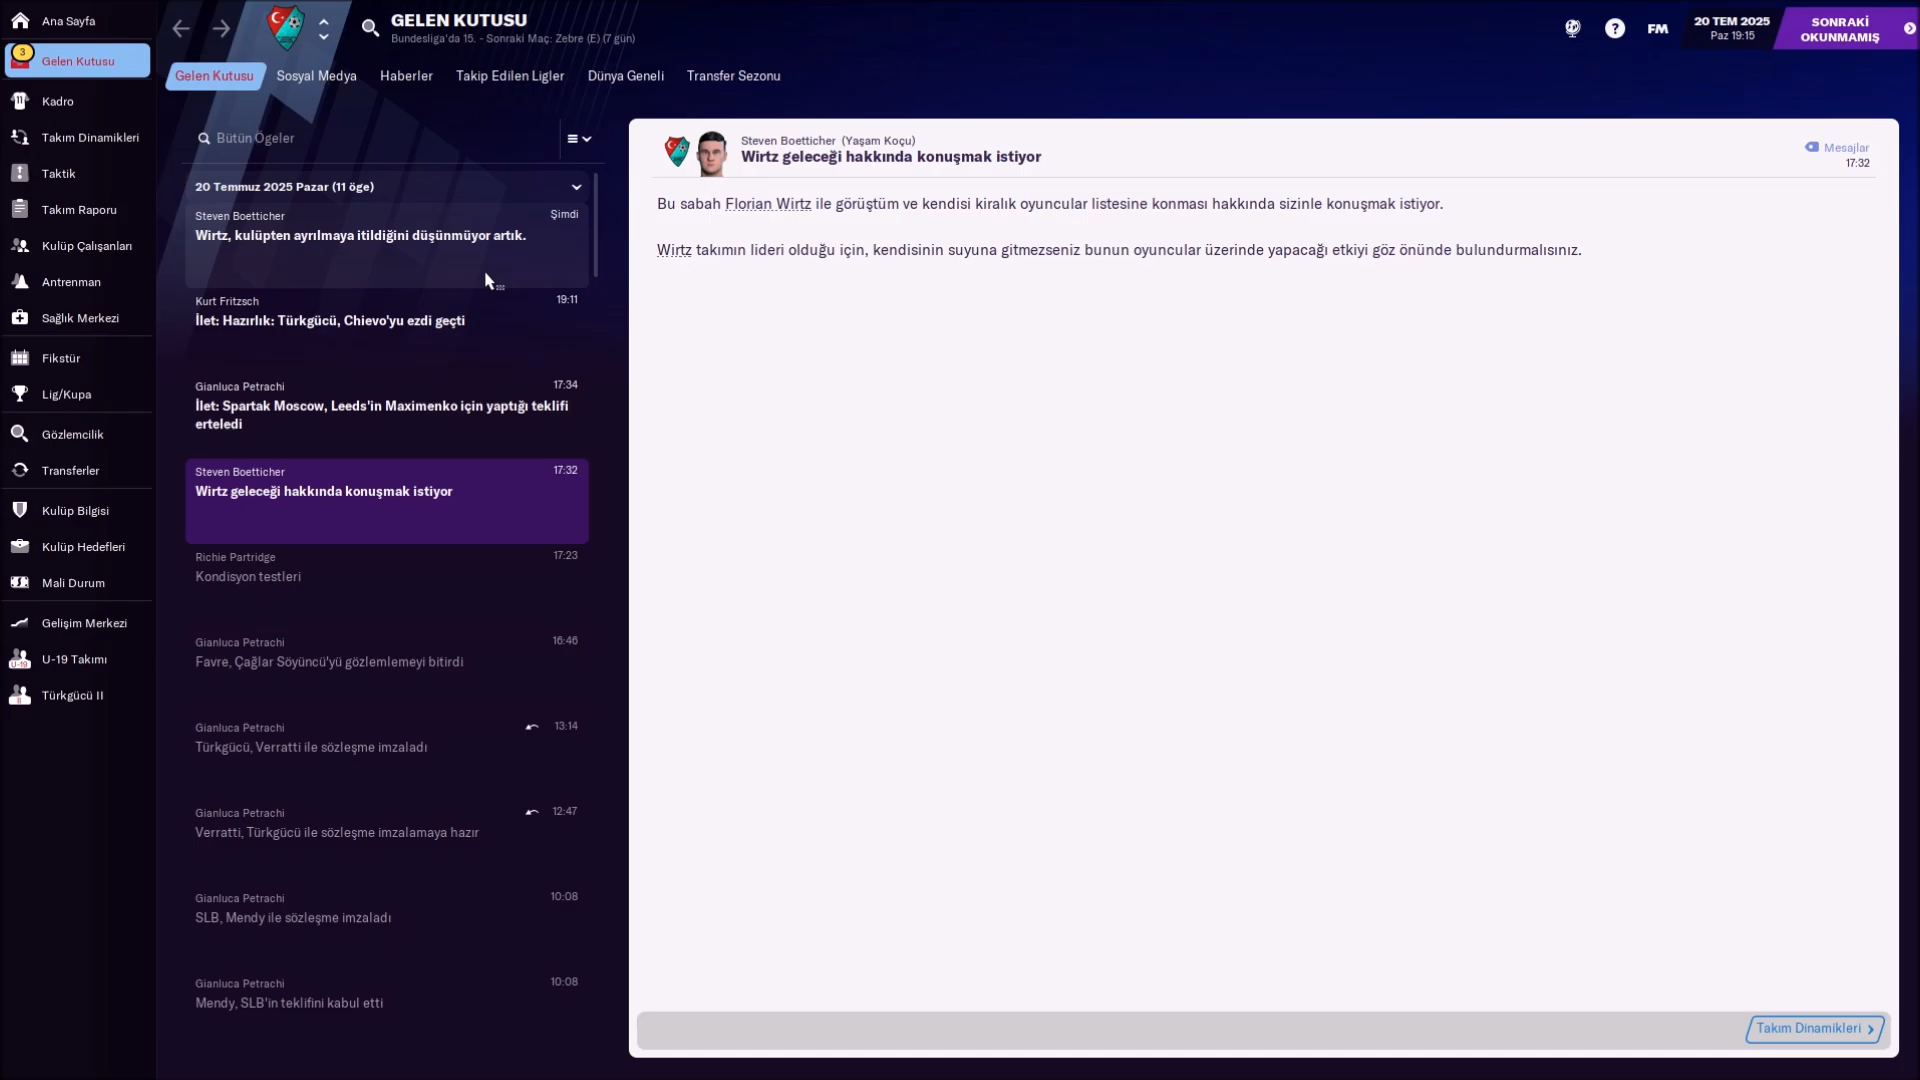 Ana Sayfa
3
Gelen Kutusu
Kadro
Takım Dinamikleri
Taktik
Takım Raporu
Kulüp Çalışanları
Antrenman
Sağlık Merkezi
Fikstür
Lig/Kupa
Gözlemcilik
Transferler
Kulüp Bilgisi
Kulüp Hedefleri
Mali Durum
Gelişim Merkezi
U-19 Takımı
Türkgücü II
GELEN KUTUSU
Bundesliga'da 15. - Sonraki Maç: Zebre (E) (7 gün)
FM
20 TEM 2025
Paz 19:15
SONRAKİ
OKUNMAMIŞ
Gelen Kutusu Sosyal Medya Haberler Takip Edilen Ligler Dünya Geneli Transfer Sezonu
Bütün Ögeler
20 Temmuz 2025 Pazar (11 öge)
Steven Boetticher Şimdi
Wirtz, kulüpten ayrılmaya itildiğini düşünmüyor artık.
Kurt Fritzsch 19:11
İlet: Hazırlık: Türkgücü, Chievo'yu ezdi geçti
Gianluca Petrachi 17:34
İlet: Spartak Moscow, Leeds'in Maximenko için yaptığı teklifi
erteledi
Steven Boetticher 17:32
Wirtz geleceği hakkında konuşmak istiyor
Richie Partridge 17:23
Kondisyon testleri
Gianluca Petrachi 16:46
Favre, Çağlar Söyüncü'yü gözlemlemeyi bitirdi
Gianluca Petrachi 13:14
Türkgücü, Verratti ile sözleşme imzaladı
Gianluca Petrachi 12:47
Verratti, Türkgücü ile sözleşme imzalamaya hazır
Gianluca Petrachi 10:08
SLB, Mendy ile sözleşme imzaladı
Gianluca Petrachi 10:08
Mendy, SLB'in teklifini kabul etti
Steven Boetticher (Yaşam Koçu)
Wirtz geleceği hakkında konuşmak istiyor
Mesajlar
17:32
Bu sabah Florian Wirtz ile görüştüm ve kendisi kiralık oyuncular listesine konması hakkında sizinle konuşmak istiyor.
Wirtz takımın lideri olduğu için, kendisinin suyuna gitmezseniz bunun oyuncular üzerinde yapacağı etkiyi göz önünde bulundurmalısınız.
Takım Dinamikleri